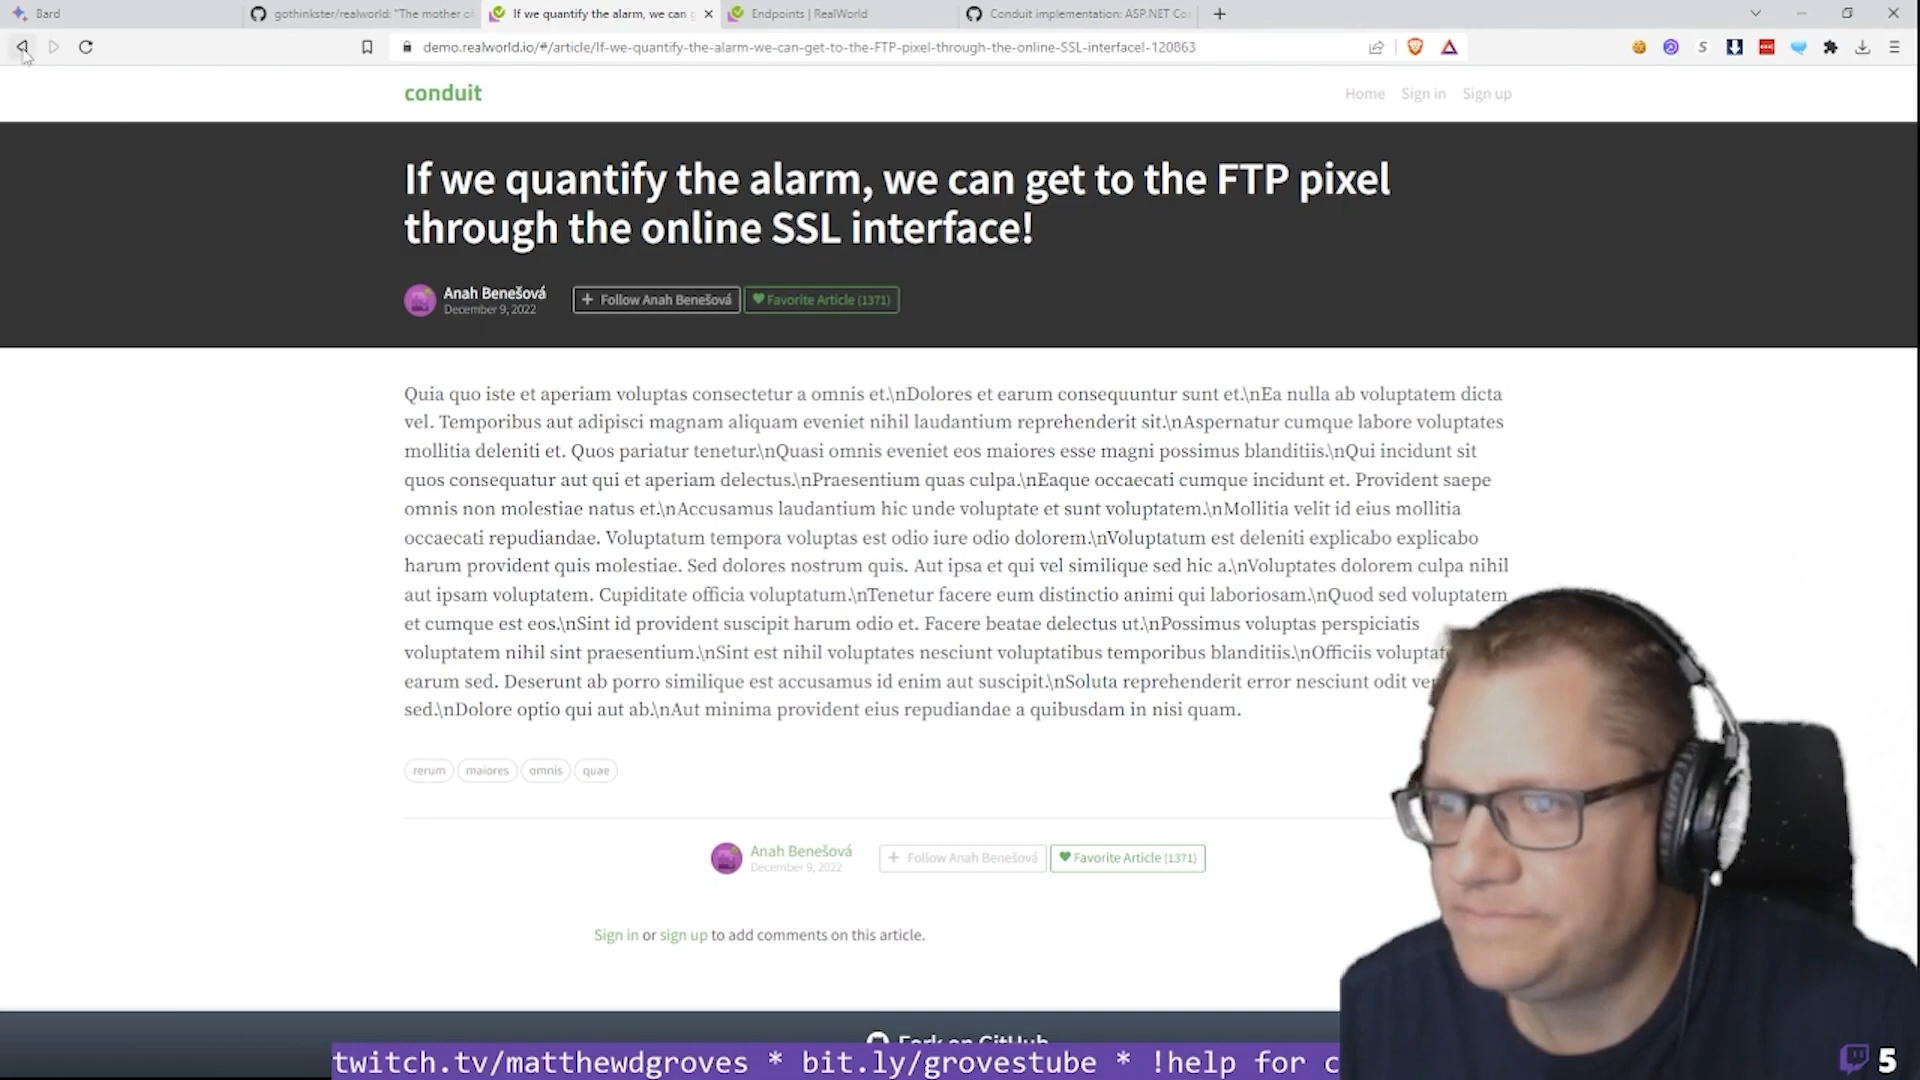 Bard
gothinkster/realworld: "The mother of
If we quantify the alarm, we can g
Endpoints | RealWorld
Conduit implementation: ASP.NET Co
demo.realworld.io/#/article/If-we-quantify-the-alarm-we-can-get-to-the-FTP-pixel-through-the-online-SSL-interface!-120863
conduit
Home Sign in Sign up
If we quantify the alarm, we can get to the FTP pixel
through the online SSL interface!
Anah Benešová
December 9, 2022
+ Follow Anah Benešová
Favorite Article (1371)
Quia quo iste et aperiam voluptas consectetur a omnis et.\nDolores et earum consequuntur sunt et.\nEa nulla ab voluptatem dicta
vel. Temporibus aut adipisci magnam aliquam eveniet nihil laudantium reprehenderit sit.\nAspernatur cumque labore voluptates
mollitia deleniti et. Quos pariatur tenetur.\nQuasi omnis eveniet eos maiores esse magni possimus blanditiis.\nQui incidunt sit
quos consequatur aut qui et aperiam delectus.\nPraesentium quas culpa.\nEaque occaecati cumque incidunt et. Provident saepe
omnis non molestiae natus et.\nAccusamus laudantium hic unde voluptate et sunt voluptatem.\nMollitia velit id eius mollitia
occaecati repudiandae. Voluptatum tempora voluptas est odio iure odio dolorem.\nVoluptatum est deleniti explicabo explicabo
harum provident quis molestiae. Sed dolores nostrum quis. Aut ipsa et qui vel similique sed hic a.\nVoluptates dolorem culpa nihil
aut ipsam voluptatem. Cupiditate officia voluptatum.\nTenetur facere eum distinctio animi qui laboriosam.\nQuod sed voluptatem
et cumque est eos.\nSint id provident suscipit harum odio et. Facere beatae delectus ut.\nPossimus voluptas perspiciatis
voluptatem nihil sint praesentium.\nSint est nihil voluptates nesciunt voluptatibus temporibus blanditiis.\nOfficiis
earum sed. Deserunt ab porro similique est accusamus id enim aut suscipit.\nSoluta reprehenderit error nesciunt odit
sed.\nDolore optio qui aut ab.\nAut minima provident eius repudiandae a quibusdam in nisi quam.
rerum maiores omnis quae
Anah Benešová
December 9, 2022
+ Follow Anah Benešová
Favorite Article (1371)
Sign in or sign up to add comments on this article.
Fork on GitHub
twitch.tv/matthewdgroves * bit.ly/grovestube * !help for c
5